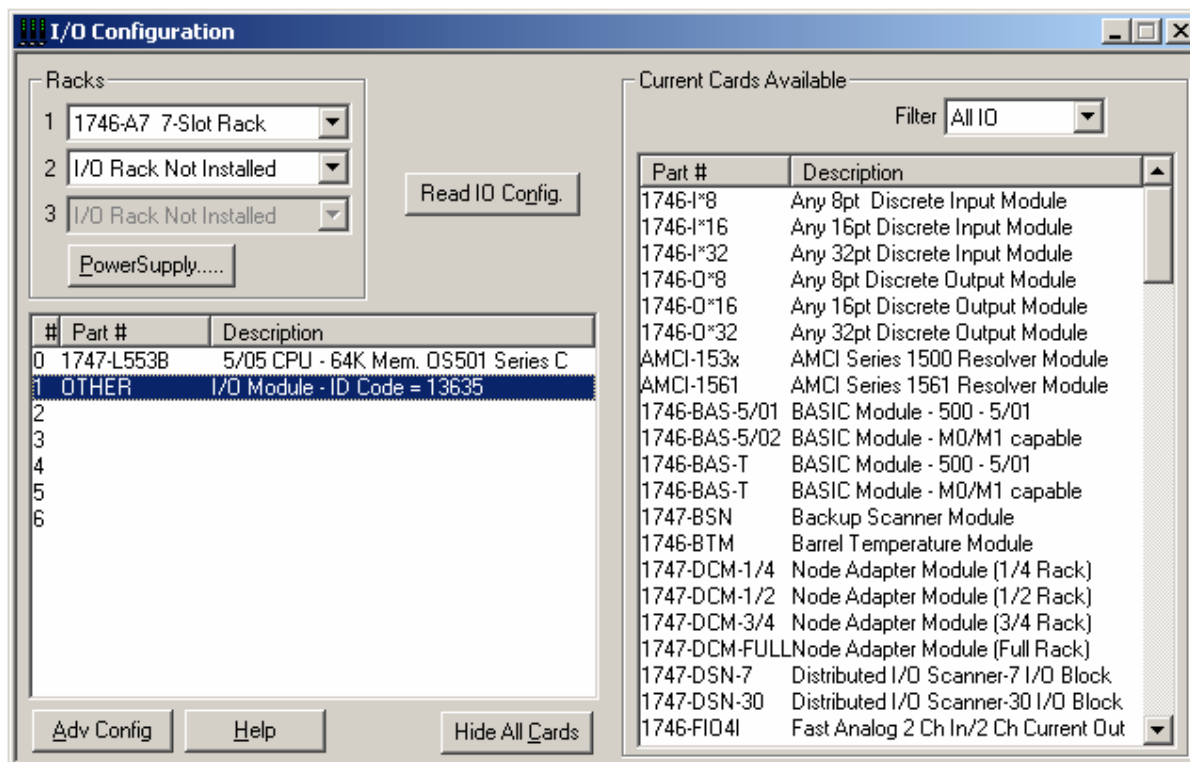 I/O Configuration
Racks
1 1746-A7 7-Slot Rack
2 I/O Rack Not Installed
3 I/O Rack Not Installed
PowerSupply.....
Read IO Config.
# Part # Description
0 1747-L553B 5/05 CPU - 64K Mem. OS501 Series C
1 OTHER I/O Module - ID Code = 13635
2
3
4
5
6
Adv Config
Help
Hide All Cards
Current Cards Available
Filter All IO
Part # Description
1746-I*8 Any 8pt Discrete Input Module
1746-I*16 Any 16pt Discrete Input Module
1746-I*32 Any 32pt Discrete Input Module
1746-O*8 Any 8pt Discrete Output Module
1746-O*16 Any 16pt Discrete Output Module
1746-O*32 Any 32pt Discrete Output Module
AMCI-153x AMCI Series 1500 Resolver Module
AMCI-1561 AMCI Series 1561 Resolver Module
1746-BAS-5/01 BASIC Module - 500 - 5/01
1746-BAS-5/02 BASIC Module - M0/M1 capable
1746-BAS-T BASIC Module - 500 - 5/01
1746-BAS-T BASIC Module - M0/M1 capable
1747-BSN Backup Scanner Module
1746-BTM Barrel Temperature Module
1747-DCM-1/4 Node Adapter Module (1/4 Rack)
1747-DCM-1/2 Node Adapter Module (1/2 Rack)
1747-DCM-3/4 Node Adapter Module (3/4 Rack)
1747-DCM-FULL Node Adapter Module (Full Rack)
1747-DSN-7 Distributed I/O Scanner-7 I/O Block
1747-DSN-30 Distributed I/O Scanner-30 I/O Block
1746-FIO4I Fast Analog 2 Ch In/2 Ch Current Out